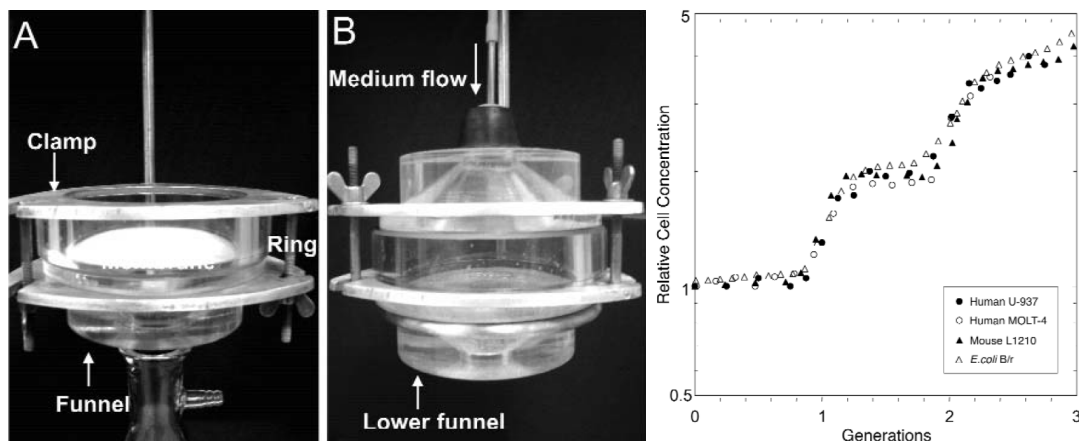 A
Clamp
Ring
Funnel
B
Medium flow
Lower funnel
5
1
0.5
Relative Cell Concentration
Human U-937
Human MOLT-4
Mouse L1210
E.coli B/r
0 1 2 3
Generations